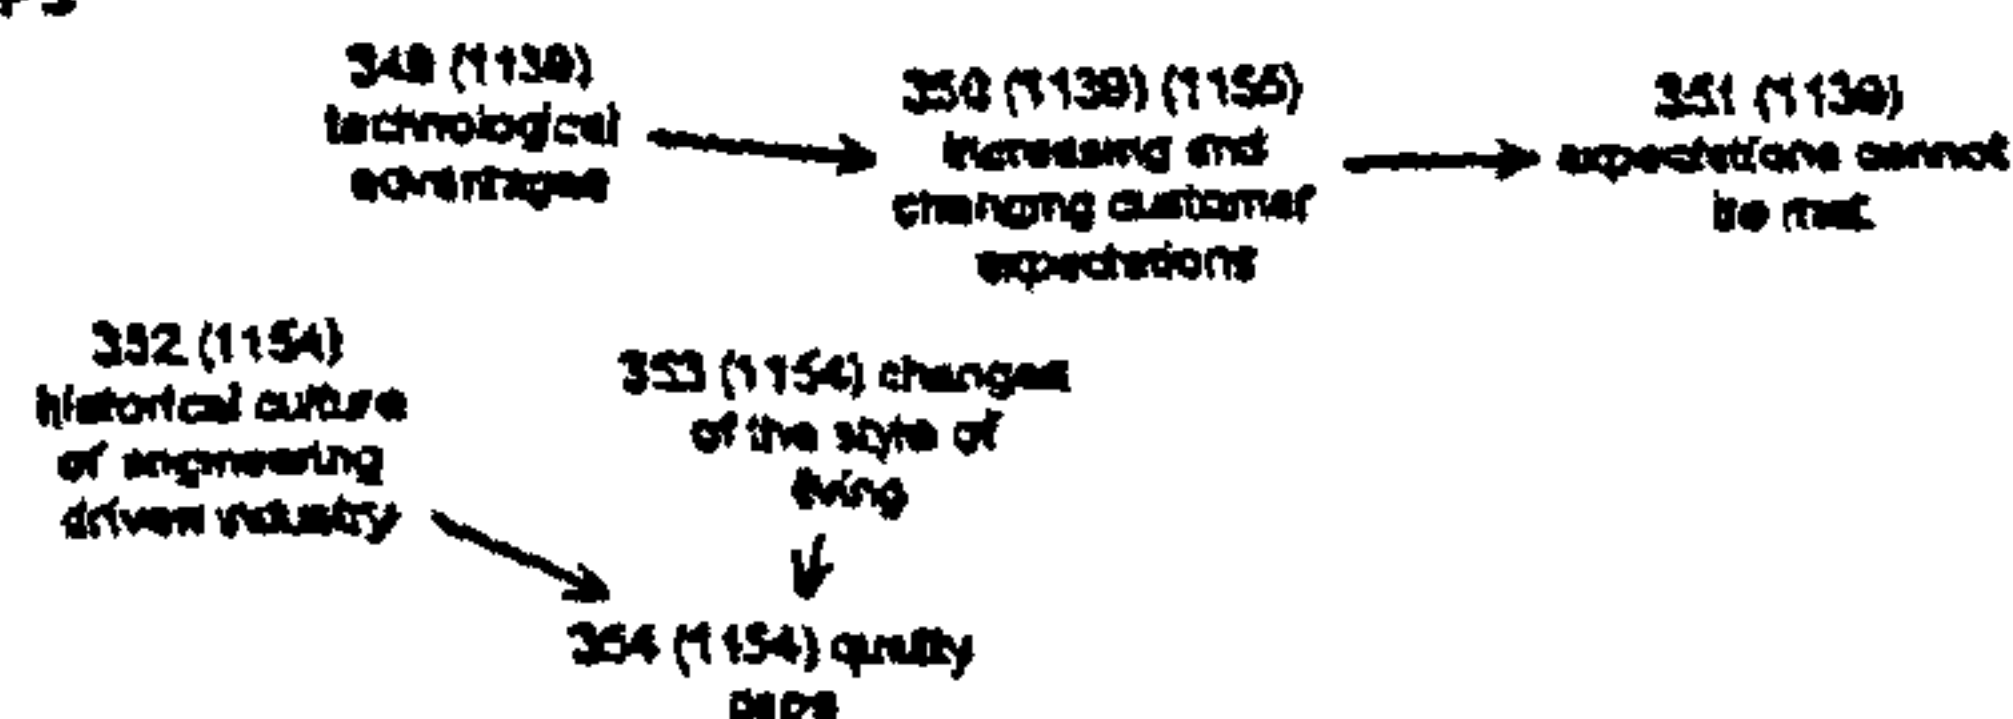 349 (1139)
technological
advantages
350 (1139) (1155)
increasing and
changing customer
expectations
351 (1139)
expectations cannot
be met
352 (1154)
historical culture
of engineering
driven industry
353 (1154) changes
of the style of
living
354 (1154) quality
gaps